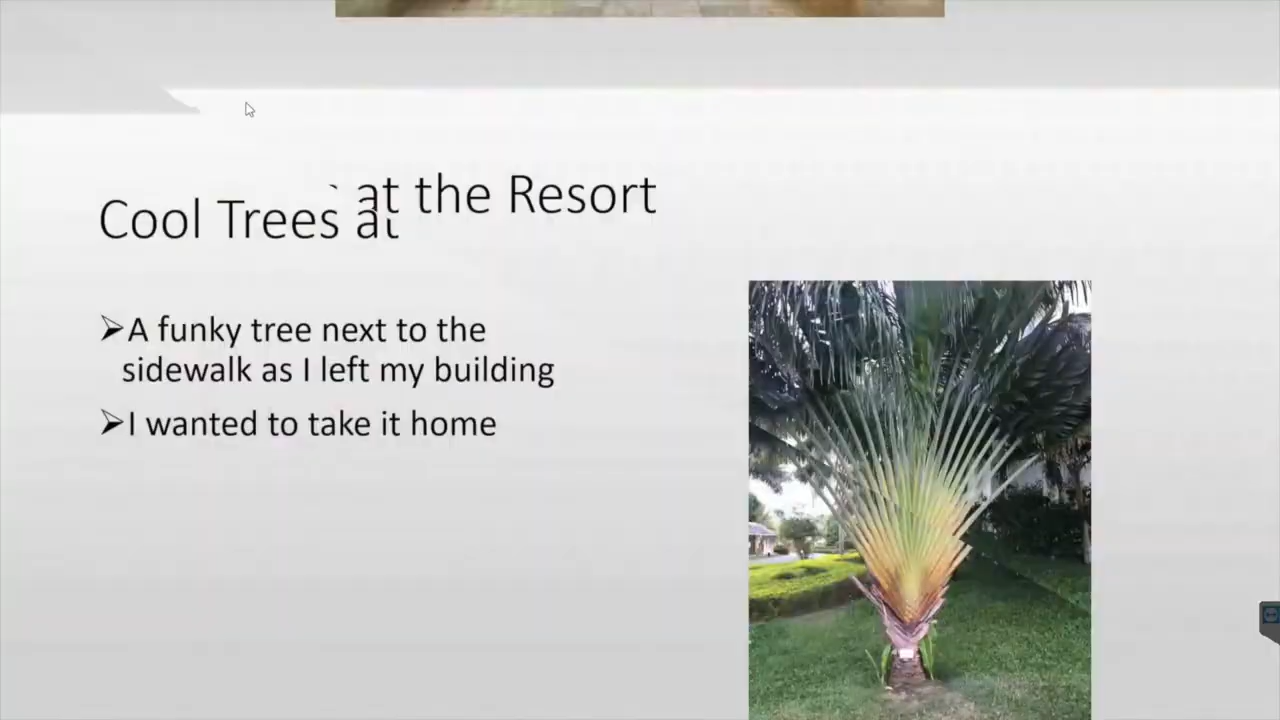 Cool Trees at the Resort
➢A funky tree next to the
sidewalk as I left my building
➢I wanted to take it home